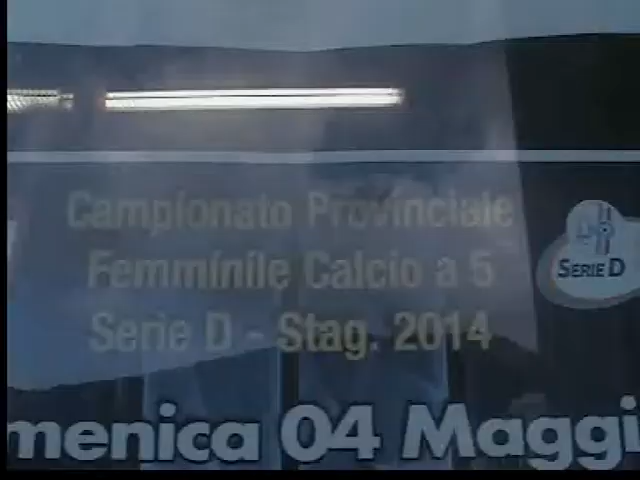 Campionato Provinciale
Femminile Calcio a 5
SERIE D
Serie D - Stag. 2014
menica 04 Maggi